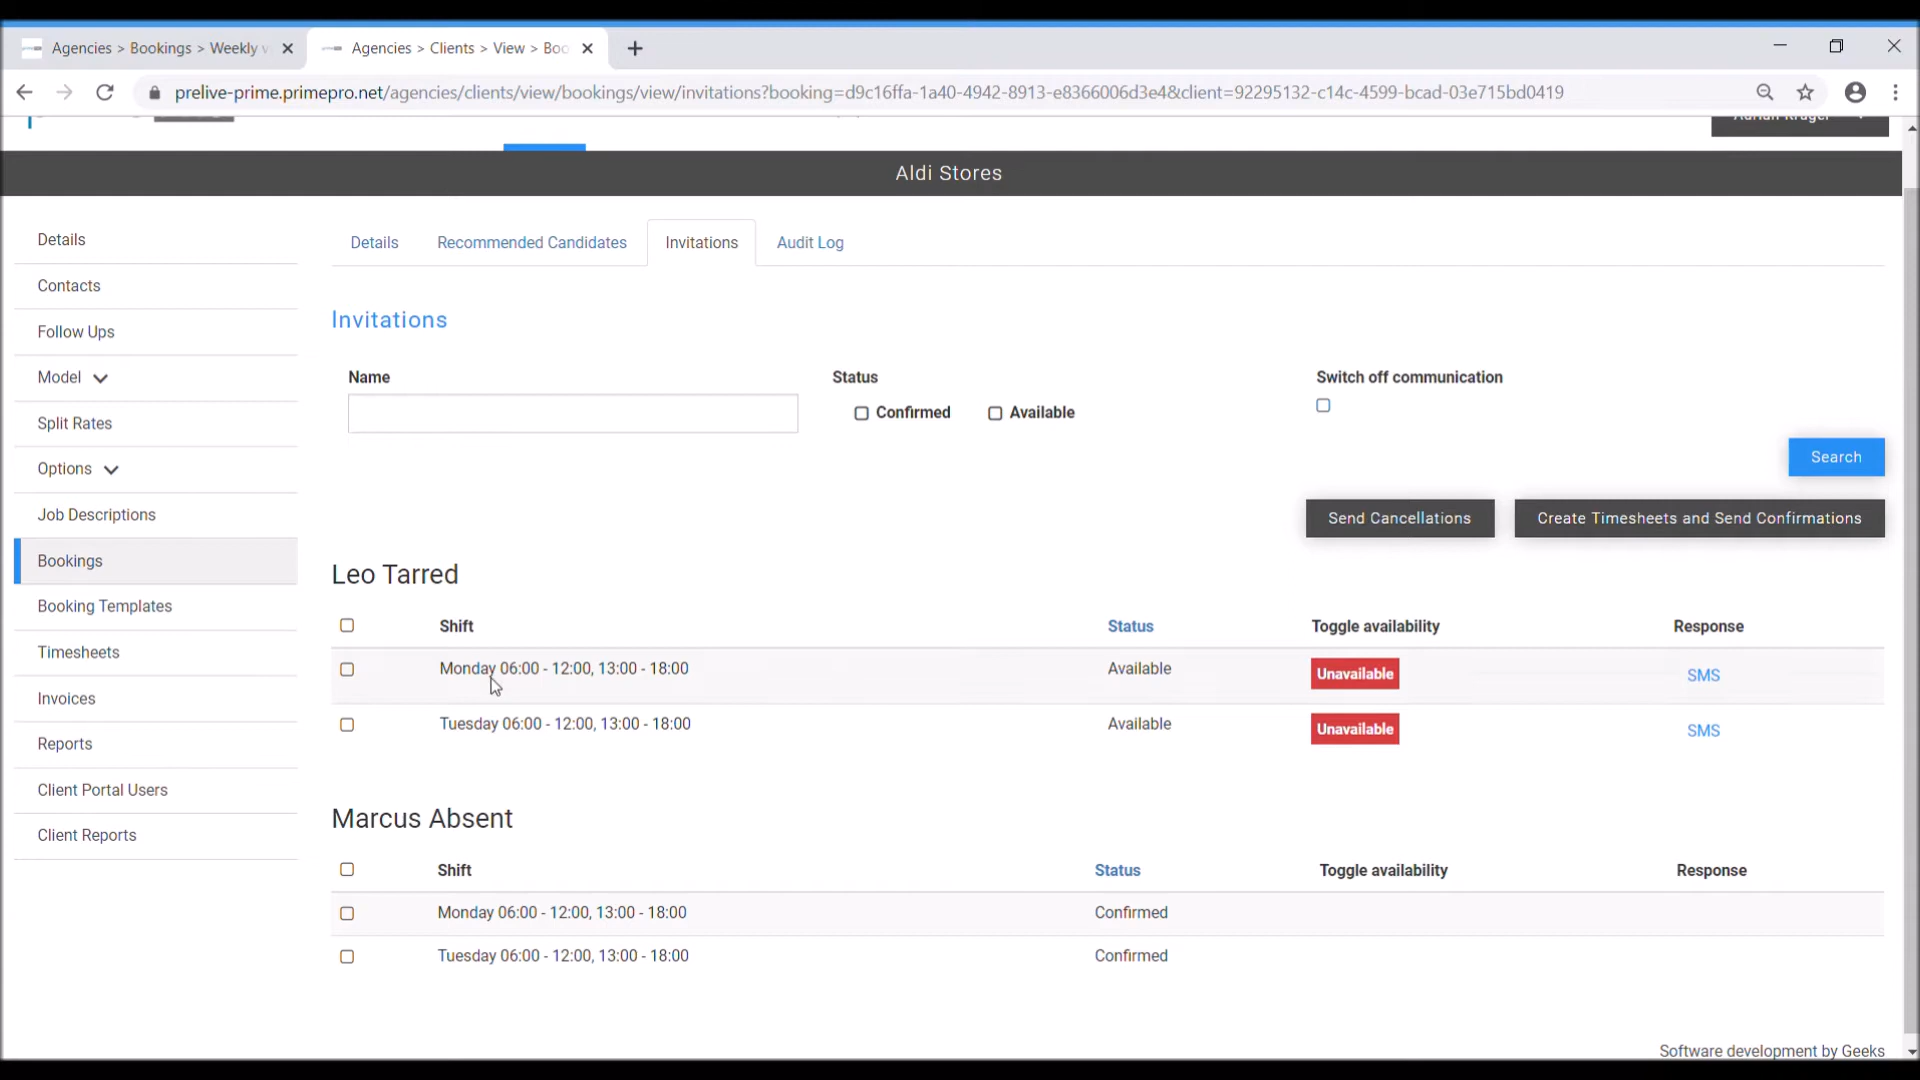 Agencies > Bookings > Weekly v
Agencies > Clients > View > Boo
prelive-prime.primepro.net/agencies/clients/view/bookings/view/invitations?booking=d9c16ffa-1a40-4942-8913-e8366006d3e4&client=92295132-c14c-4599-bcad-03e715bd0419
Adrian Kruger
Aldi Stores
Details
Contacts
Follow Ups
Model
Split Rates
Options
Job Descriptions
Bookings
Booking Templates
Timesheets
Invoices
Reports
Client Portal Users
Client Reports
Details Recommended Candidates Invitations Audit Log
Invitations
Name Status Switch off communication
Confirmed Available
Search
Send Cancellations Create Timesheets and Send Confirmations
Leo Tarred
Shift Status Toggle availability Response
Monday 06:00 - 12:00, 13:00 - 18:00 Available Unavailable SMS
Tuesday 06:00 - 12:00, 13:00 - 18:00 Available Unavailable SMS
Marcus Absent
Shift Status Toggle availability Response
Monday 06:00 - 12:00, 13:00 - 18:00 Confirmed
Tuesday 06:00 - 12:00, 13:00 - 18:00 Confirmed
Software development by Geeks